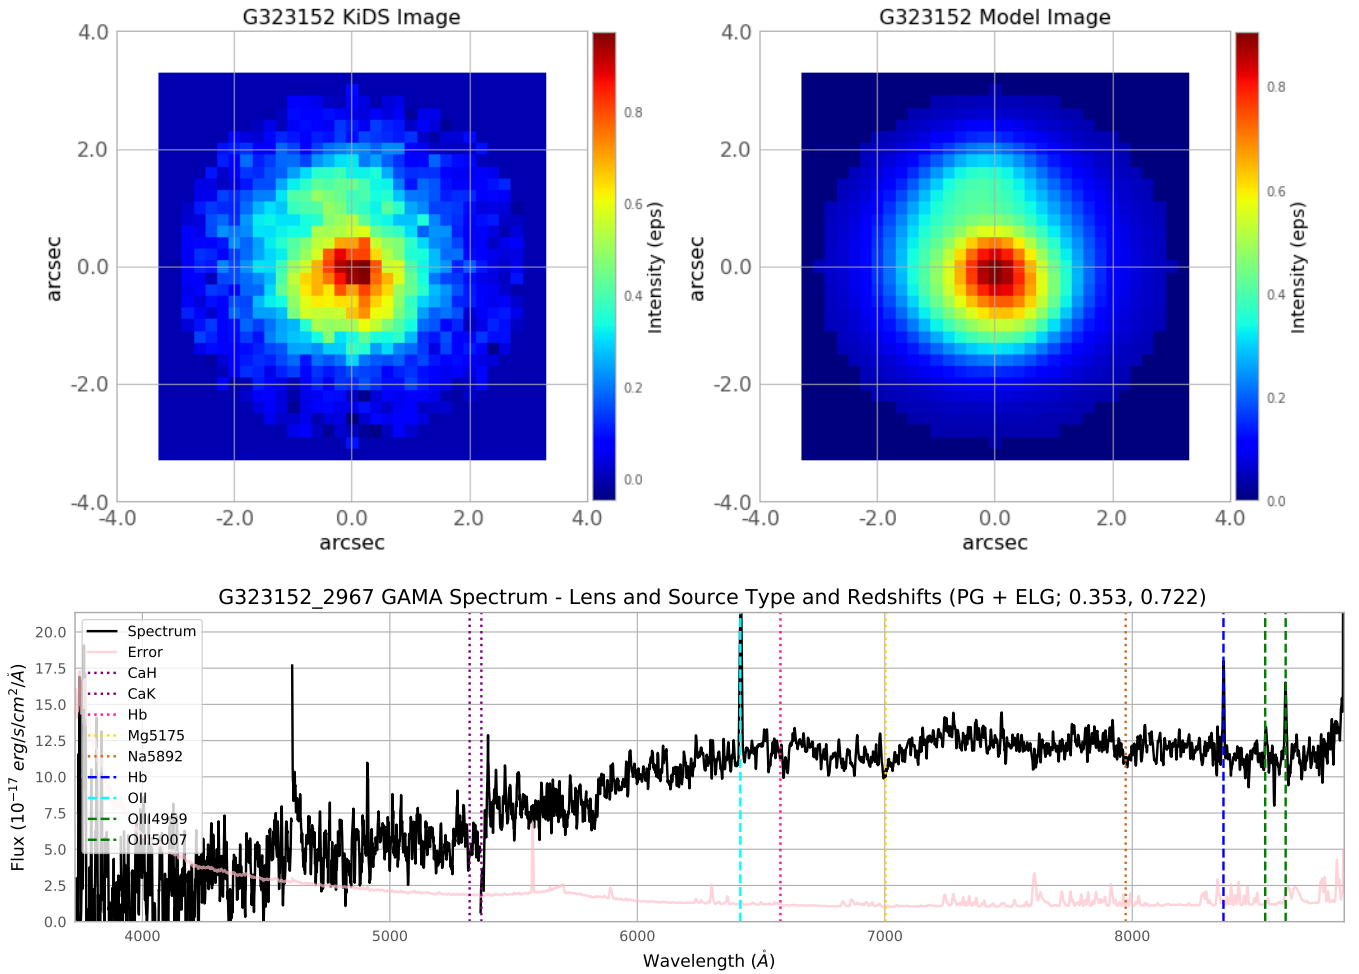 G323152 KiDS Image
4.0
2.0
0.0
-2.0
-4.0
-4.0 -2.0 0.0 2.0 4.0
arcsec
arcsec
0.8
0.6
0.4
0.2
0.0
Intensity (eps)
G323152 Model Image
4.0
2.0
0.0
-2.0
-4.0
-4.0 -2.0 0.0 2.0 4.0
arcsec
arcsec
0.8
0.6
0.4
0.2
0.0
Intensity (eps)
G323152_2967 GAMA Spectrum - Lens and Source Type and Redshifts (PG + ELG; 0.353, 0.722)
20.0
17.5
15.0
12.5
10.0
7.5
5.0
2.5
0.0
Flux (10⁻¹⁷ erg/s/cm²/Å)
Spectrum
Error
CaH
CaK
Hb
Mg5175
Na5892
Hb
OII
OIII4959
OIII5007
4000 5000 6000 7000 8000
Wavelength (Å)